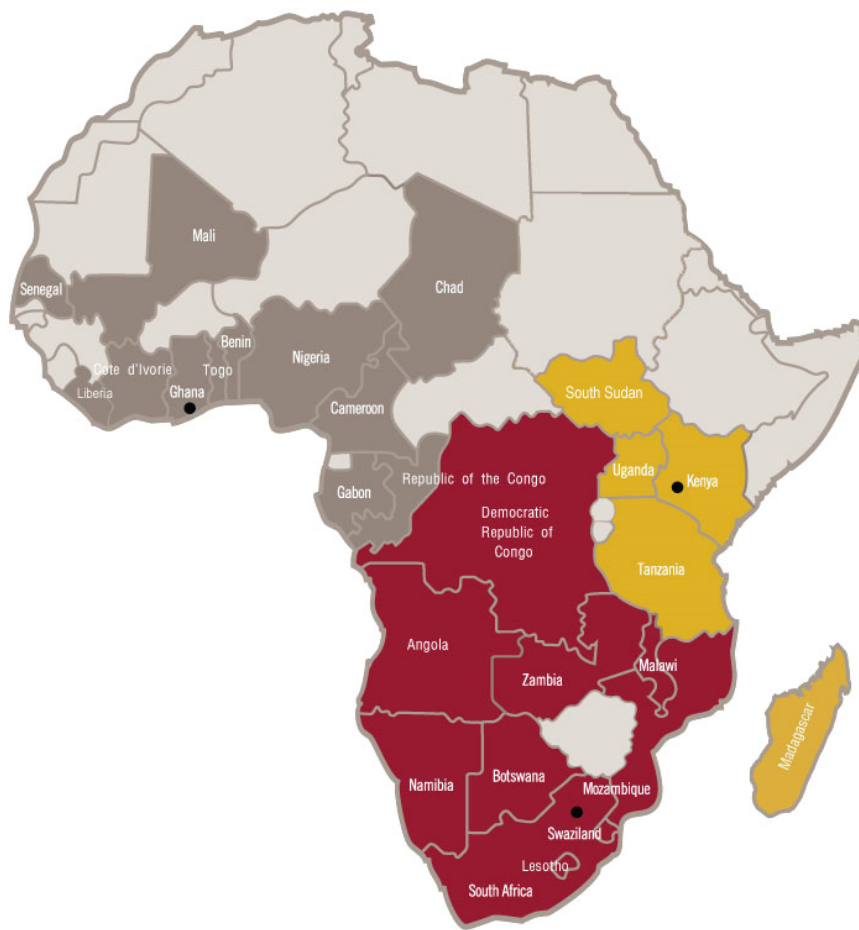 Mali
Senegal
Chad
Benin
Nigeria
Cote d'Ivorie
Togo
Liberia
Ghana
South Sudan
Cameroon
Uganda
Kenya
Republic of the Congo
Gabon
Democratic
Republic of
Congo
Tanzania
Angola
Malawi
Zambia
Madagascar
Botswana
Namibia
Mozambique
Swaziland
Lesotho
South Africa